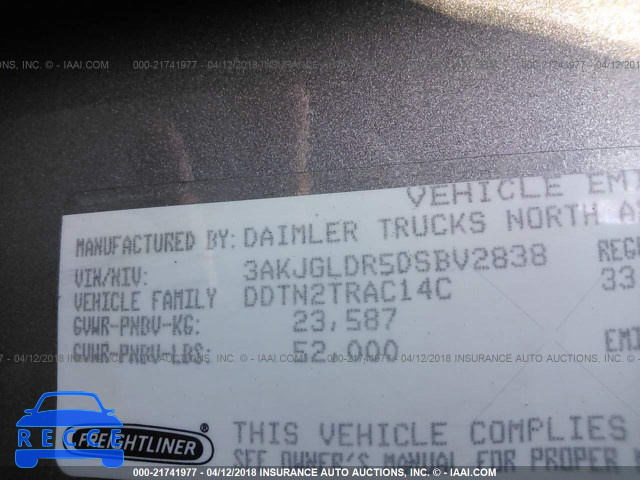 INC. © - IAAI.COM 000-21741977 - 04/12/2018 INSURANCE AUTO AUCTIONS, INC. © - IAAI.COM 000-21741977 - 04/12/2018
VEHICLE EMI
MANUFACTURED BY: DAIMLER TRUCKS NORTH A
VIN/NIV: 3AKJGLDR5DSBV2838 REG
VEHICLE FAMILY DDTN2TRAC14C 33
GVWR-PNBV-KG: 23,587
GVWR-PNBV-LBS: 52,000 EMI
1977 - 04/12/2018 INSURANCE AUTO AUCTIONS, INC. © - IAAI.COM 000-21741977 - 04/12/2018 INSURANCE AUTO AUCTIONS, INC. © - IAAI.COM
FREIGHTLINER ® THIS VEHICLE COMPLIES
SEE OWNER'S MANUAL FOR PROPER
000-21741977 - 04/12/2018 INSURANCE AUTO AUCTIONS, INC. © - IAAI.COM 000-21741977